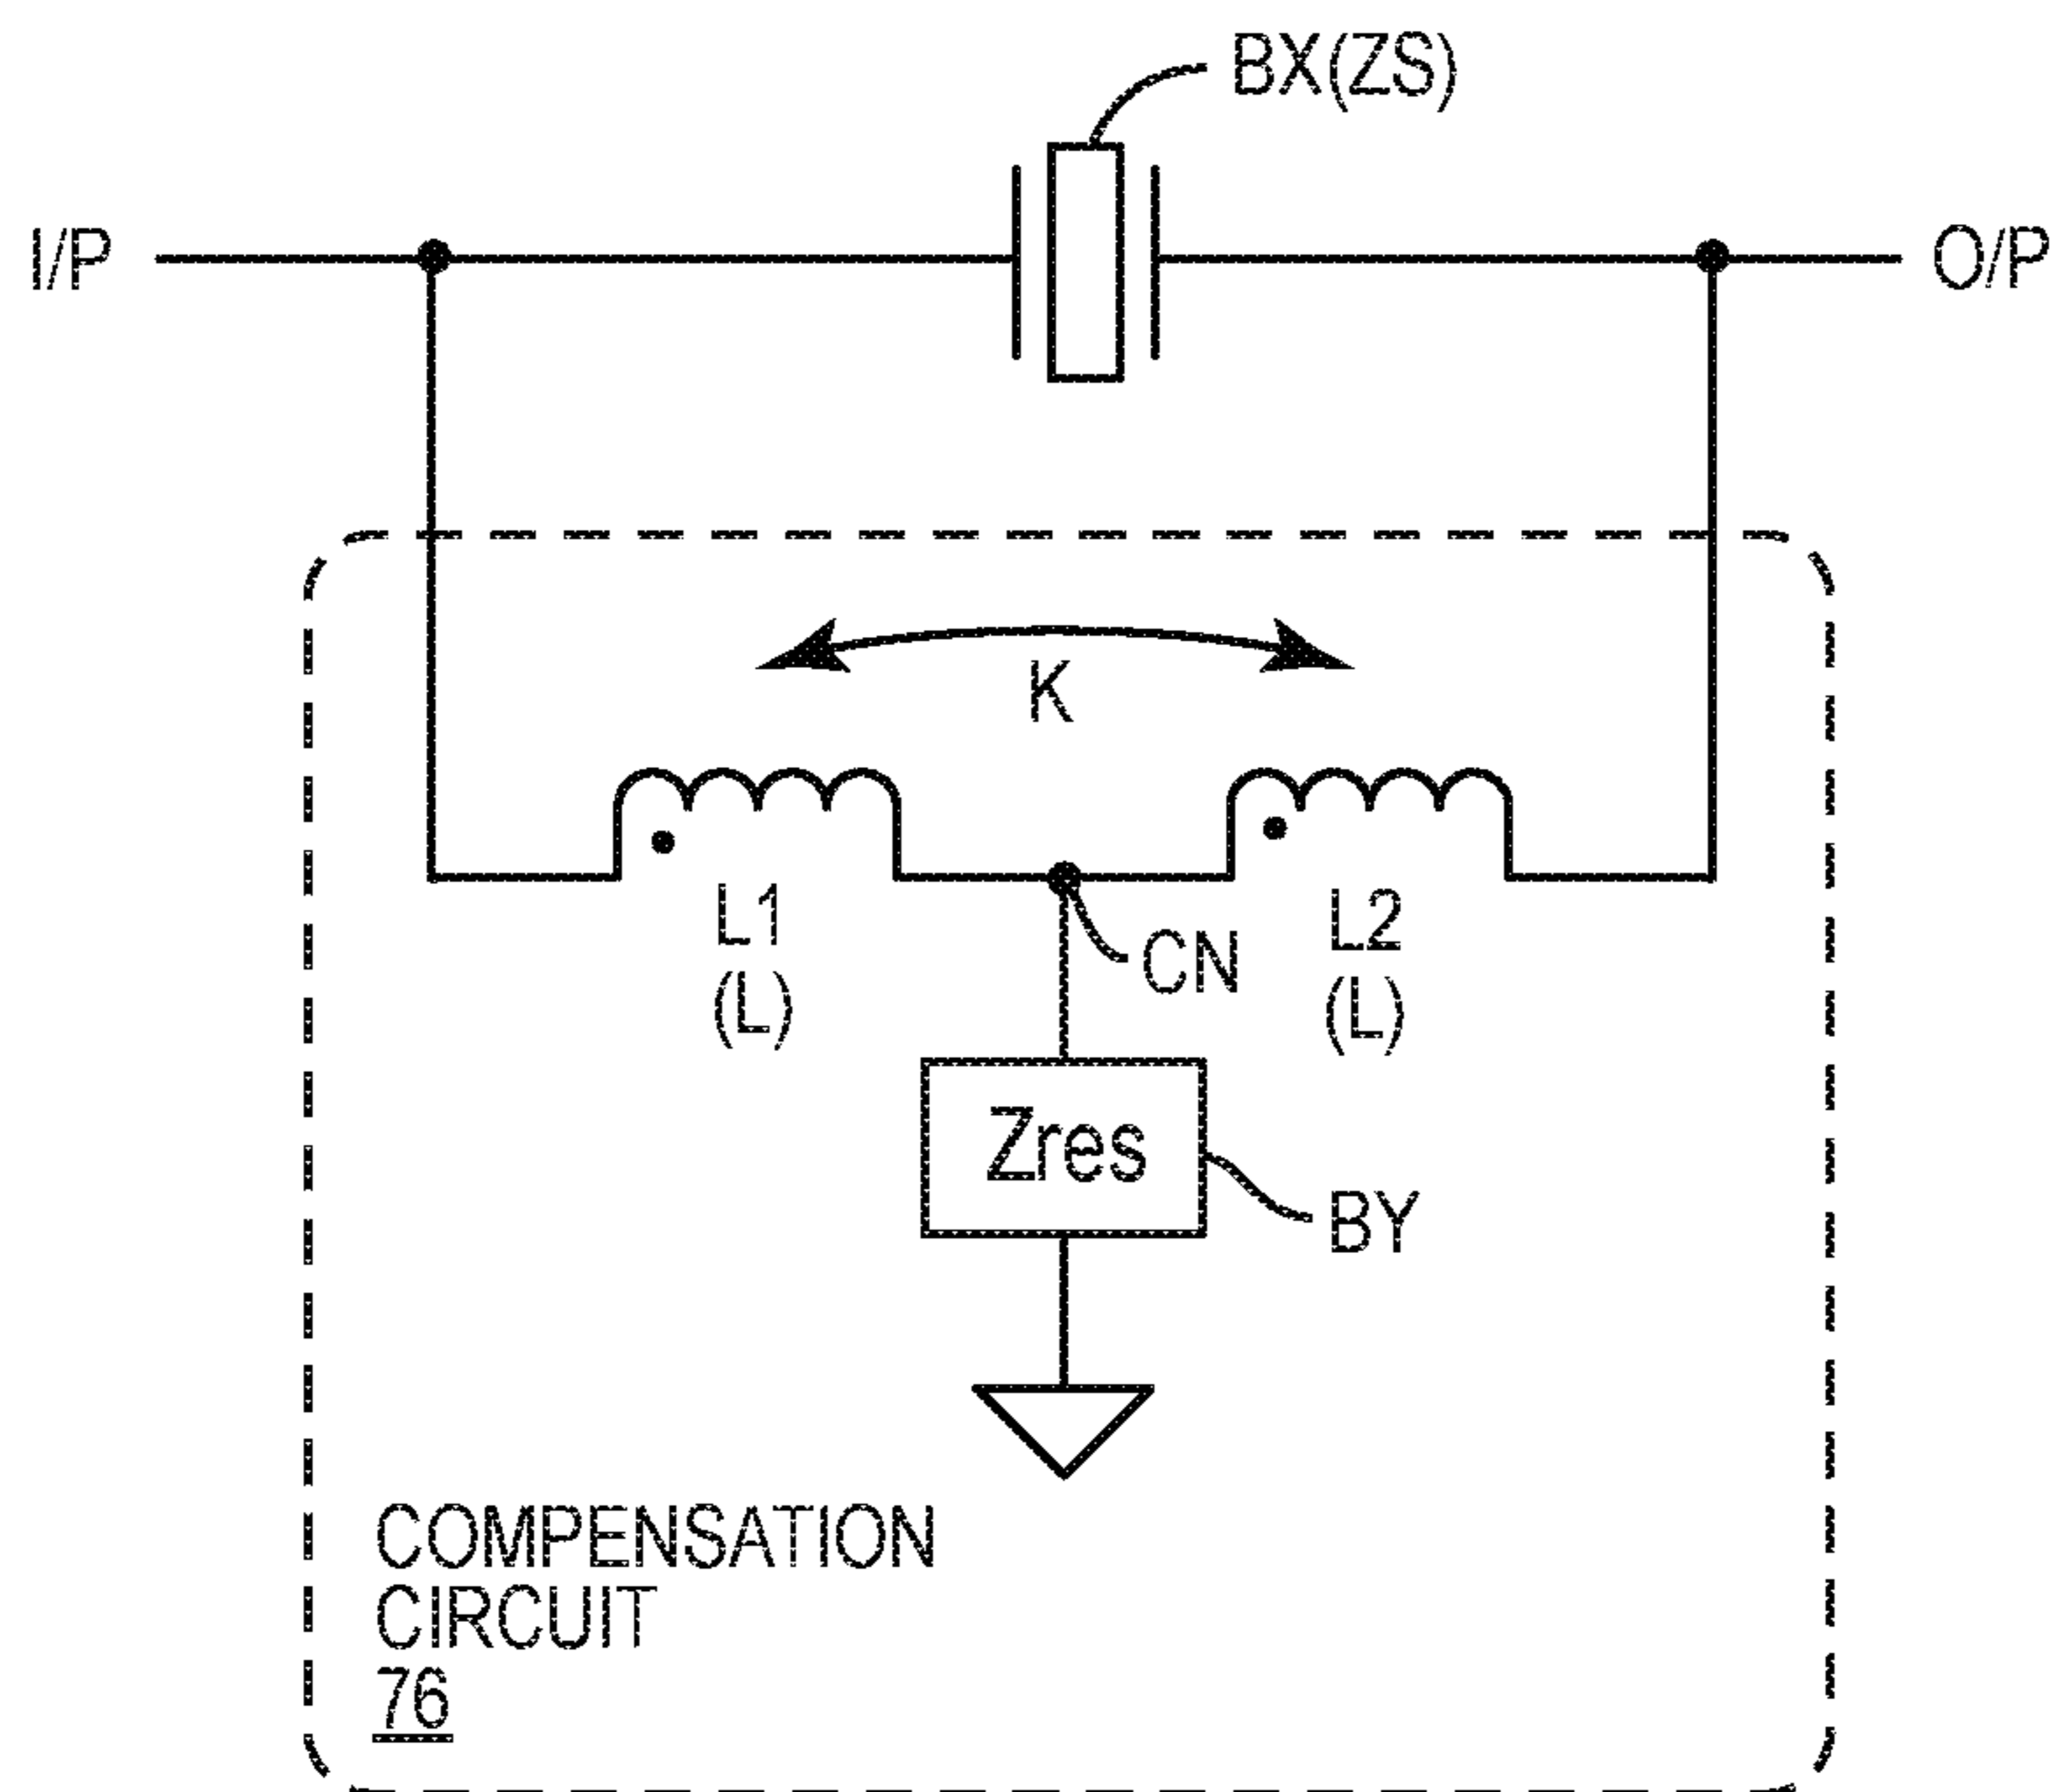 BX(ZS)
I/P
O/P
K
L1
(L)
L2
(L)
CN
Zres
BY
COMPENSATION
CIRCUIT
76